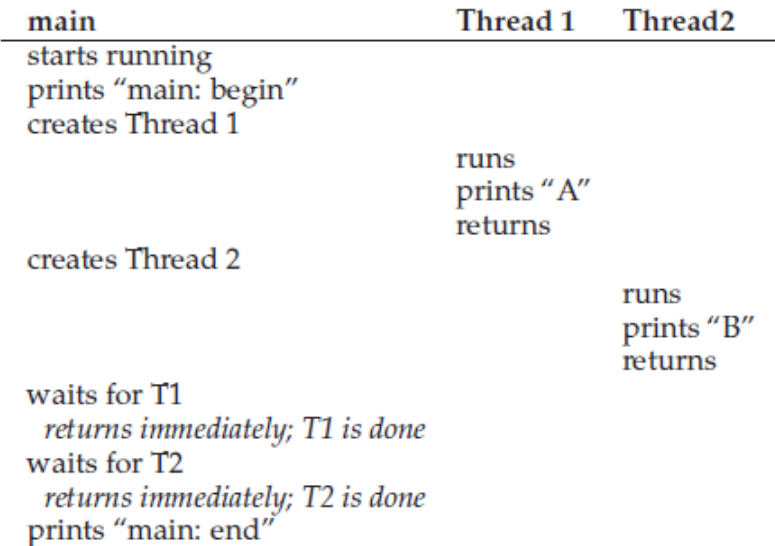 main Thread 1 Thread2
starts running
prints “main: begin”
creates Thread 1
runs
prints “A”
returns
creates Thread 2
runs
prints “B”
returns
waits for T1
returns immediately; T1 is done
waits for T2
returns immediately; T2 is done
prints “main: end”